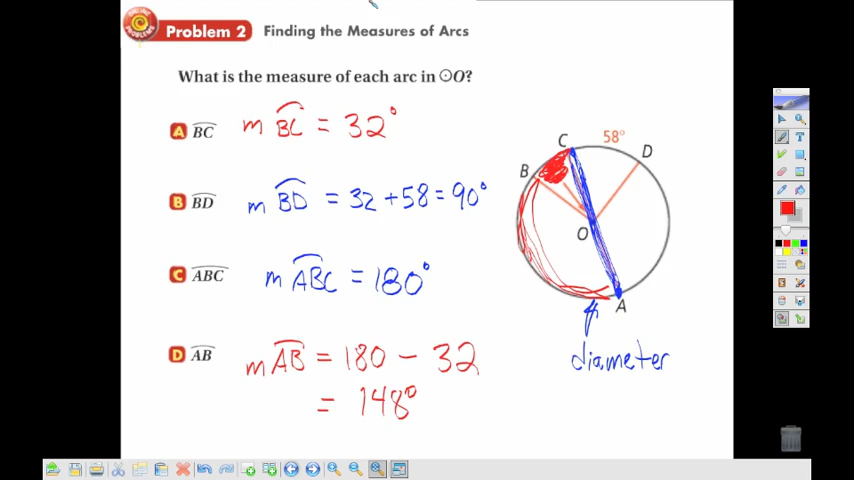 Problem 2 Finding the Measures of Arcs
What is the measure of each arc in ⊙O?
A BC m BC = 32°
B BD m BD = 32 + 58 = 90°
C ABC m ABC = 180°
D AB m AB = 180 - 32
= 148°
C 58° D
B
O
A
diameter